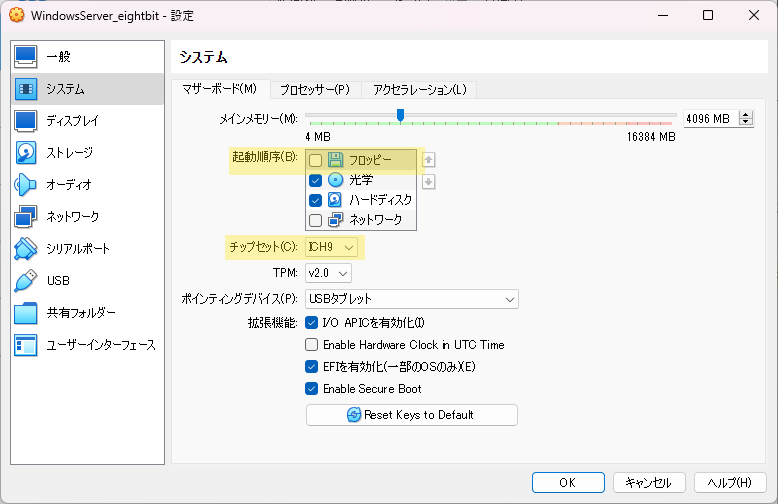 WindowsServer_eightbit - 設定
一般
システム
ディスプレイ
ストレージ
オーディオ
ネットワーク
シリアルポート
USB
共有フォルダー
ユーザーインターフェース
システム
マザーボード(M) プロセッサー(P) アクセラレーション(L)
メインメモリー(M): 4096 MB
4 MB 16384 MB
起動順序(B): フロッピー
光学
ハードディスク
ネットワーク
チップセット(C): ICH9
TPM: v2.0
ポインティングデバイス(P): USBタブレット
拡張機能: I/O APICを有効化(I)
Enable Hardware Clock in UTC Time
EFIを有効化(一部のOSのみ)(E)
Enable Secure Boot
Reset Keys to Default
OK キャンセル ヘルプ(H)